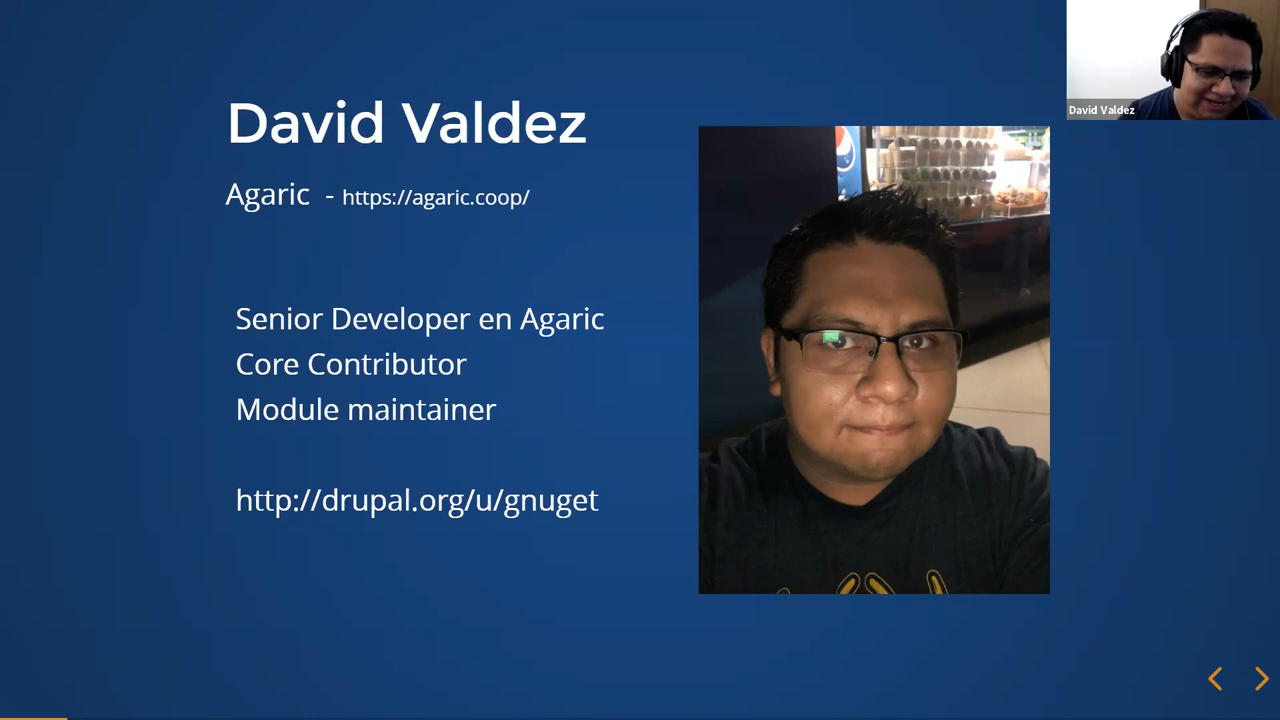 David Valdez
Agaric - https://agaric.coop/
Senior Developer en Agaric
Core Contributor
Module maintainer
http://drupal.org/u/gnuget
David Valdez